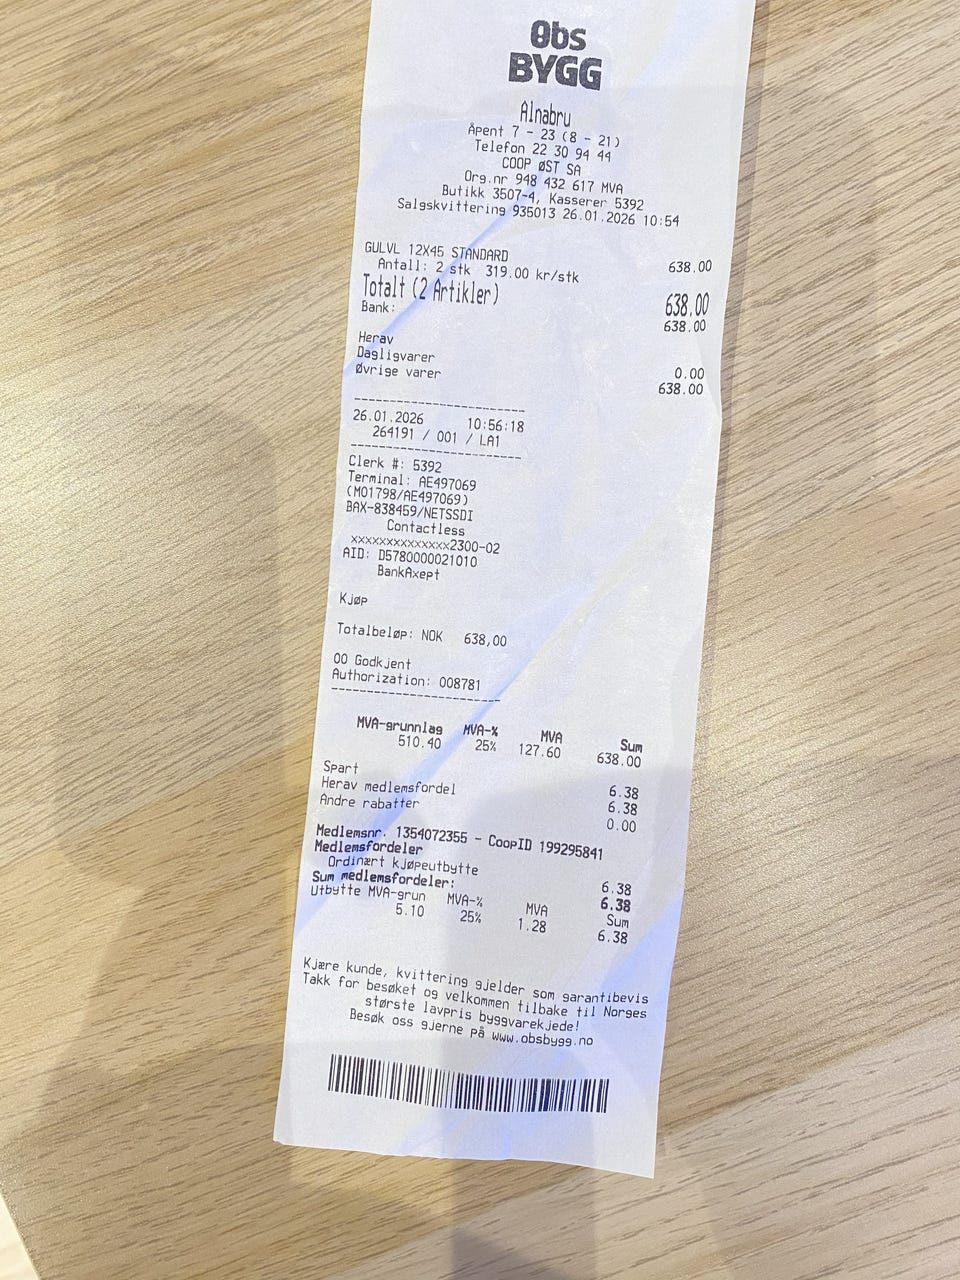 Obs
BYGG
Alnabru
Åpent 7 - 23 (8 - 21)
Telefon 22 30 94 44
COOP ØST SA
Org.nr 948 432 617 MVA
Butikk 3507-4, Kasserer 5392
Salgskvittering 935013 26.01.2026 10:54
GULVL 12X45 STANDARD 638.00
Antall: 2 stk 319.00 kr/stk
Totalt (2 Artikler) 638,00
Bank: 638.00
Herav
Dagligvarer 0.00
Øvrige varer 638.00
------------------------
26.01.2026 10:56:18
264191 / 001 / LA1
------------------------
Clerk #: 5392
Terminal: AE497069
(M01798/AE497069)
BAX-838459/NETSSDI
Contactless
xxxxxxxxxxxxxx2300-02
AID: D5780000021010
BankAxept
Kjøp
Totalbeløp: NOK 638,00
00 Godkjent
Authorization: 008781
------------------------
MVA-grunnlag MVA-% MVA Sum
510.40 25% 127.60 638.00
Spart 6.38
Herav medlemsfordel 6.38
Andre rabatter 0.00
Medlemsnr. 1354072355 - CoopID 199295841
Medlemsfordeler
Ordinært kjøpeutbytte 6.38
Sum medlemsfordeler: 6.38
Utbytte MVA-grun MVA-% MVA Sum
5.10 25% 1.28 6.38
Kjære kunde, kvittering gjelder som garantibevis
Takk for besøket og velkommen tilbake til Norges
største lavpris byggvarekjede!
Besøk oss gjerne på www.obsbygg.no